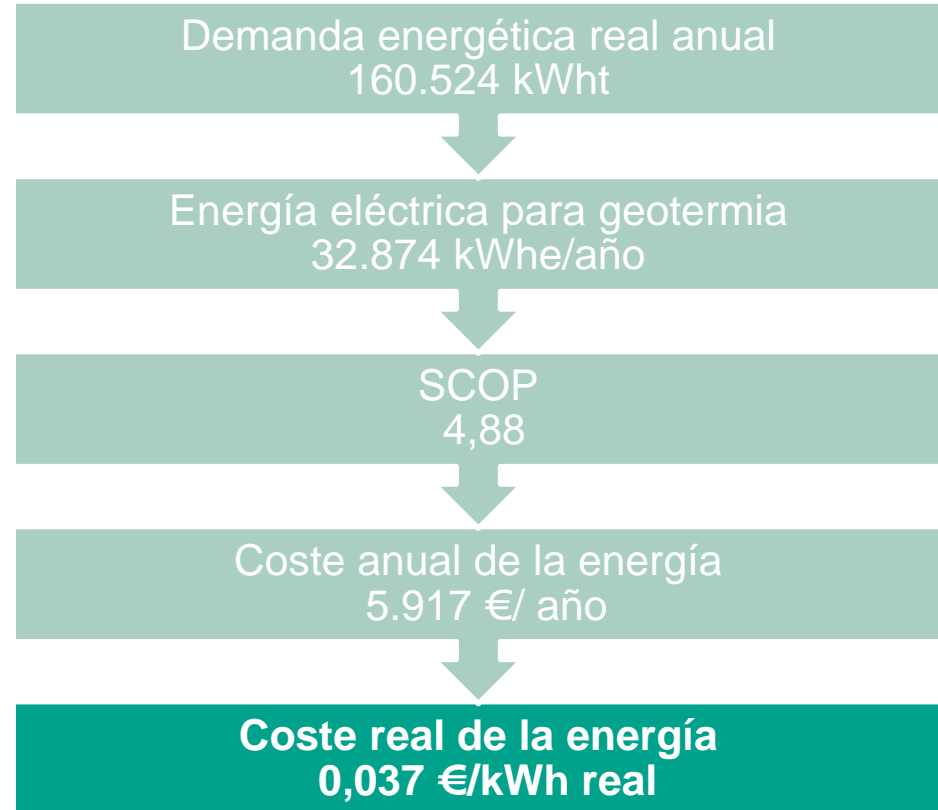 Demanda energética real anual
160.524 kWht
Energía eléctrica para geotermia
32.874 kWhe/año
SCOP
4,88
Coste anual de la energía
5.917 €/ año
Coste real de la energía
0,037 €/kWh real